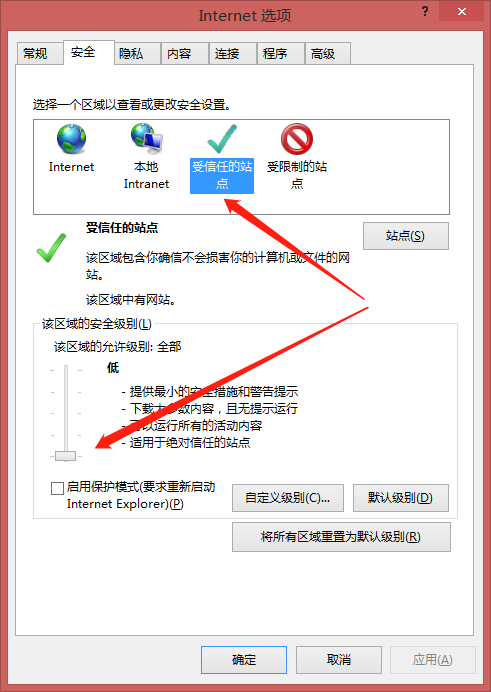 Internet 选项
?
常规
安全
隐私
内容
连接
程序
高级
选择一个区域以查看或更改安全设置。
Internet
本地
Intranet
受信任的站
点
受限制的站
点
受信任的站点
站点(S)
该区域包含你确信不会损害你的计算机或文件的网
站。
该区域中有网站。
该区域的安全级别(L)
该区域的允许级别: 全部
低
- 提供最小的安全措施和警告提示
- 下载大多数内容，且无提示运行
- 可以运行所有的活动内容
- 适用于绝对信任的站点
启用保护模式(要求重新启动
Internet Explorer)(P)
自定义级别(C)...
默认级别(D)
将所有区域重置为默认级别(R)
确定
取消
应用(A)